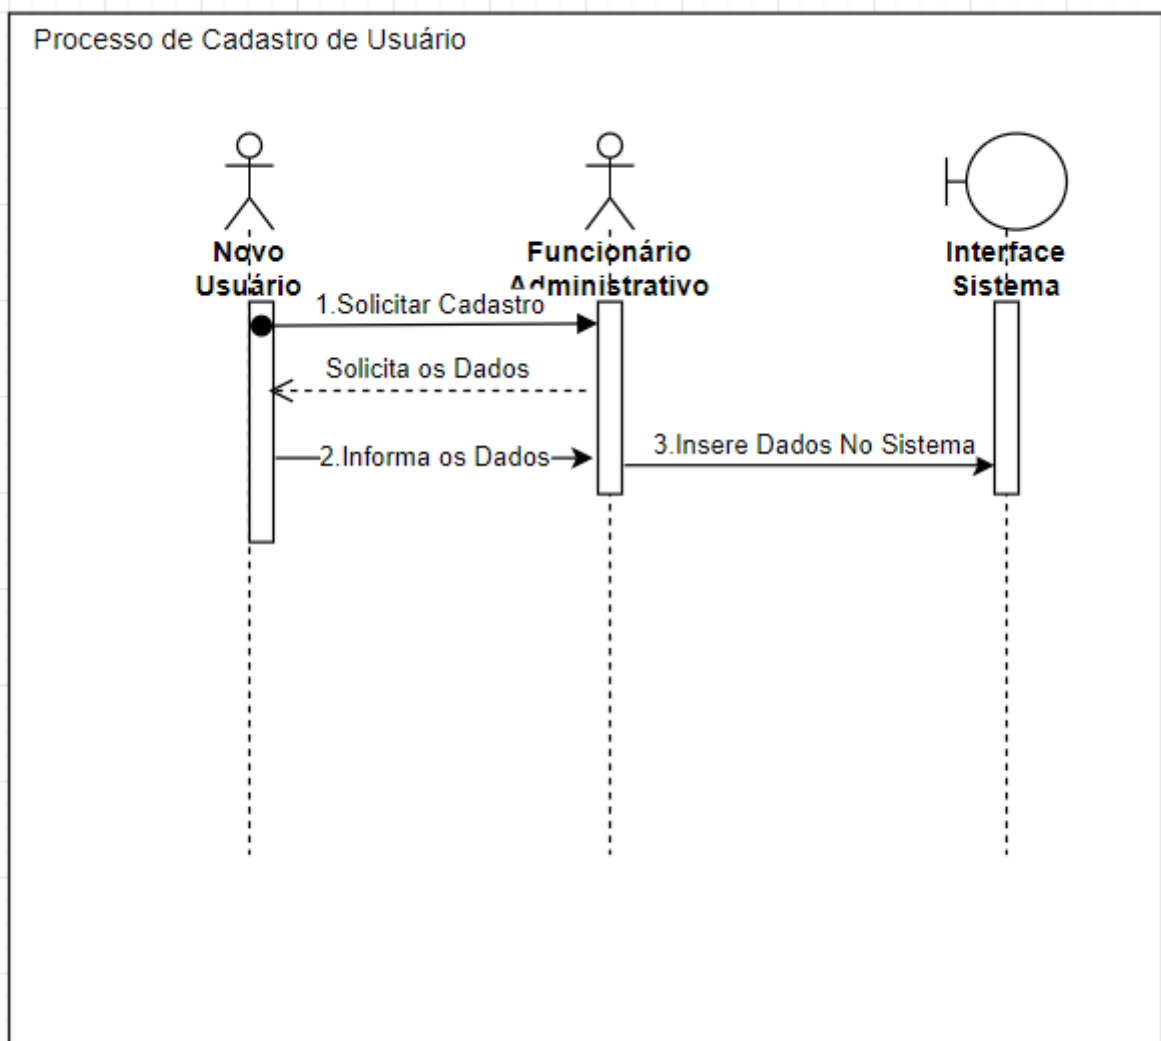 Processo de Cadastro de Usuário
Novo
Usuário
Funcionário
Administrativo
Interface
Sistema
1.Solicitar Cadastro
Solicita os Dados
2.Informa os Dados
3.Insere Dados No Sistema